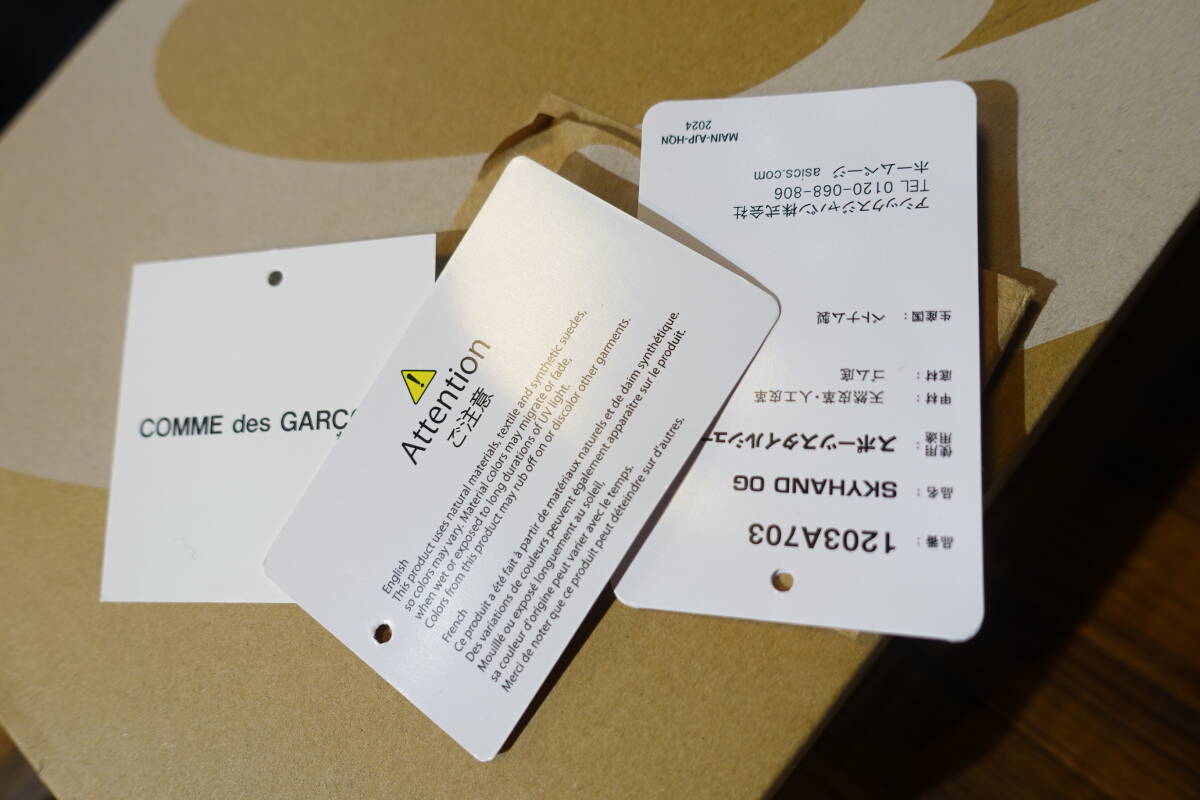 COMME des GARÇ
Attention
ご注意
English
This product uses natural materials, textile and synthetic suedes,
so colors may vary. Material colors may migrate or fade,
when wet or exposed to long durations of UV light.
Colors from this product may rub off on or discolor other garments.
French
Ce produit a été fait à partir de matériaux naturels et de daim synthétique.
Des variations de couleurs peuvent également apparaître sur le produit.
Mouillé ou exposé longuement au soleil,
sa couleur d'origine peut varier avec le temps.
Merci de noter que ce produit peut déteindre sur d'autres.
品番： 1203A703
品名： SKYHAND OG
使用用途： スポーツスタイルシュー
甲材： 天然皮革・人工皮革
底材： ゴム底
生産国： ベトナム製
アシックスジャパン株式会社
TEL 0120-068-806
ホームページ asics.com
MAIN-AJP-HQN
2024